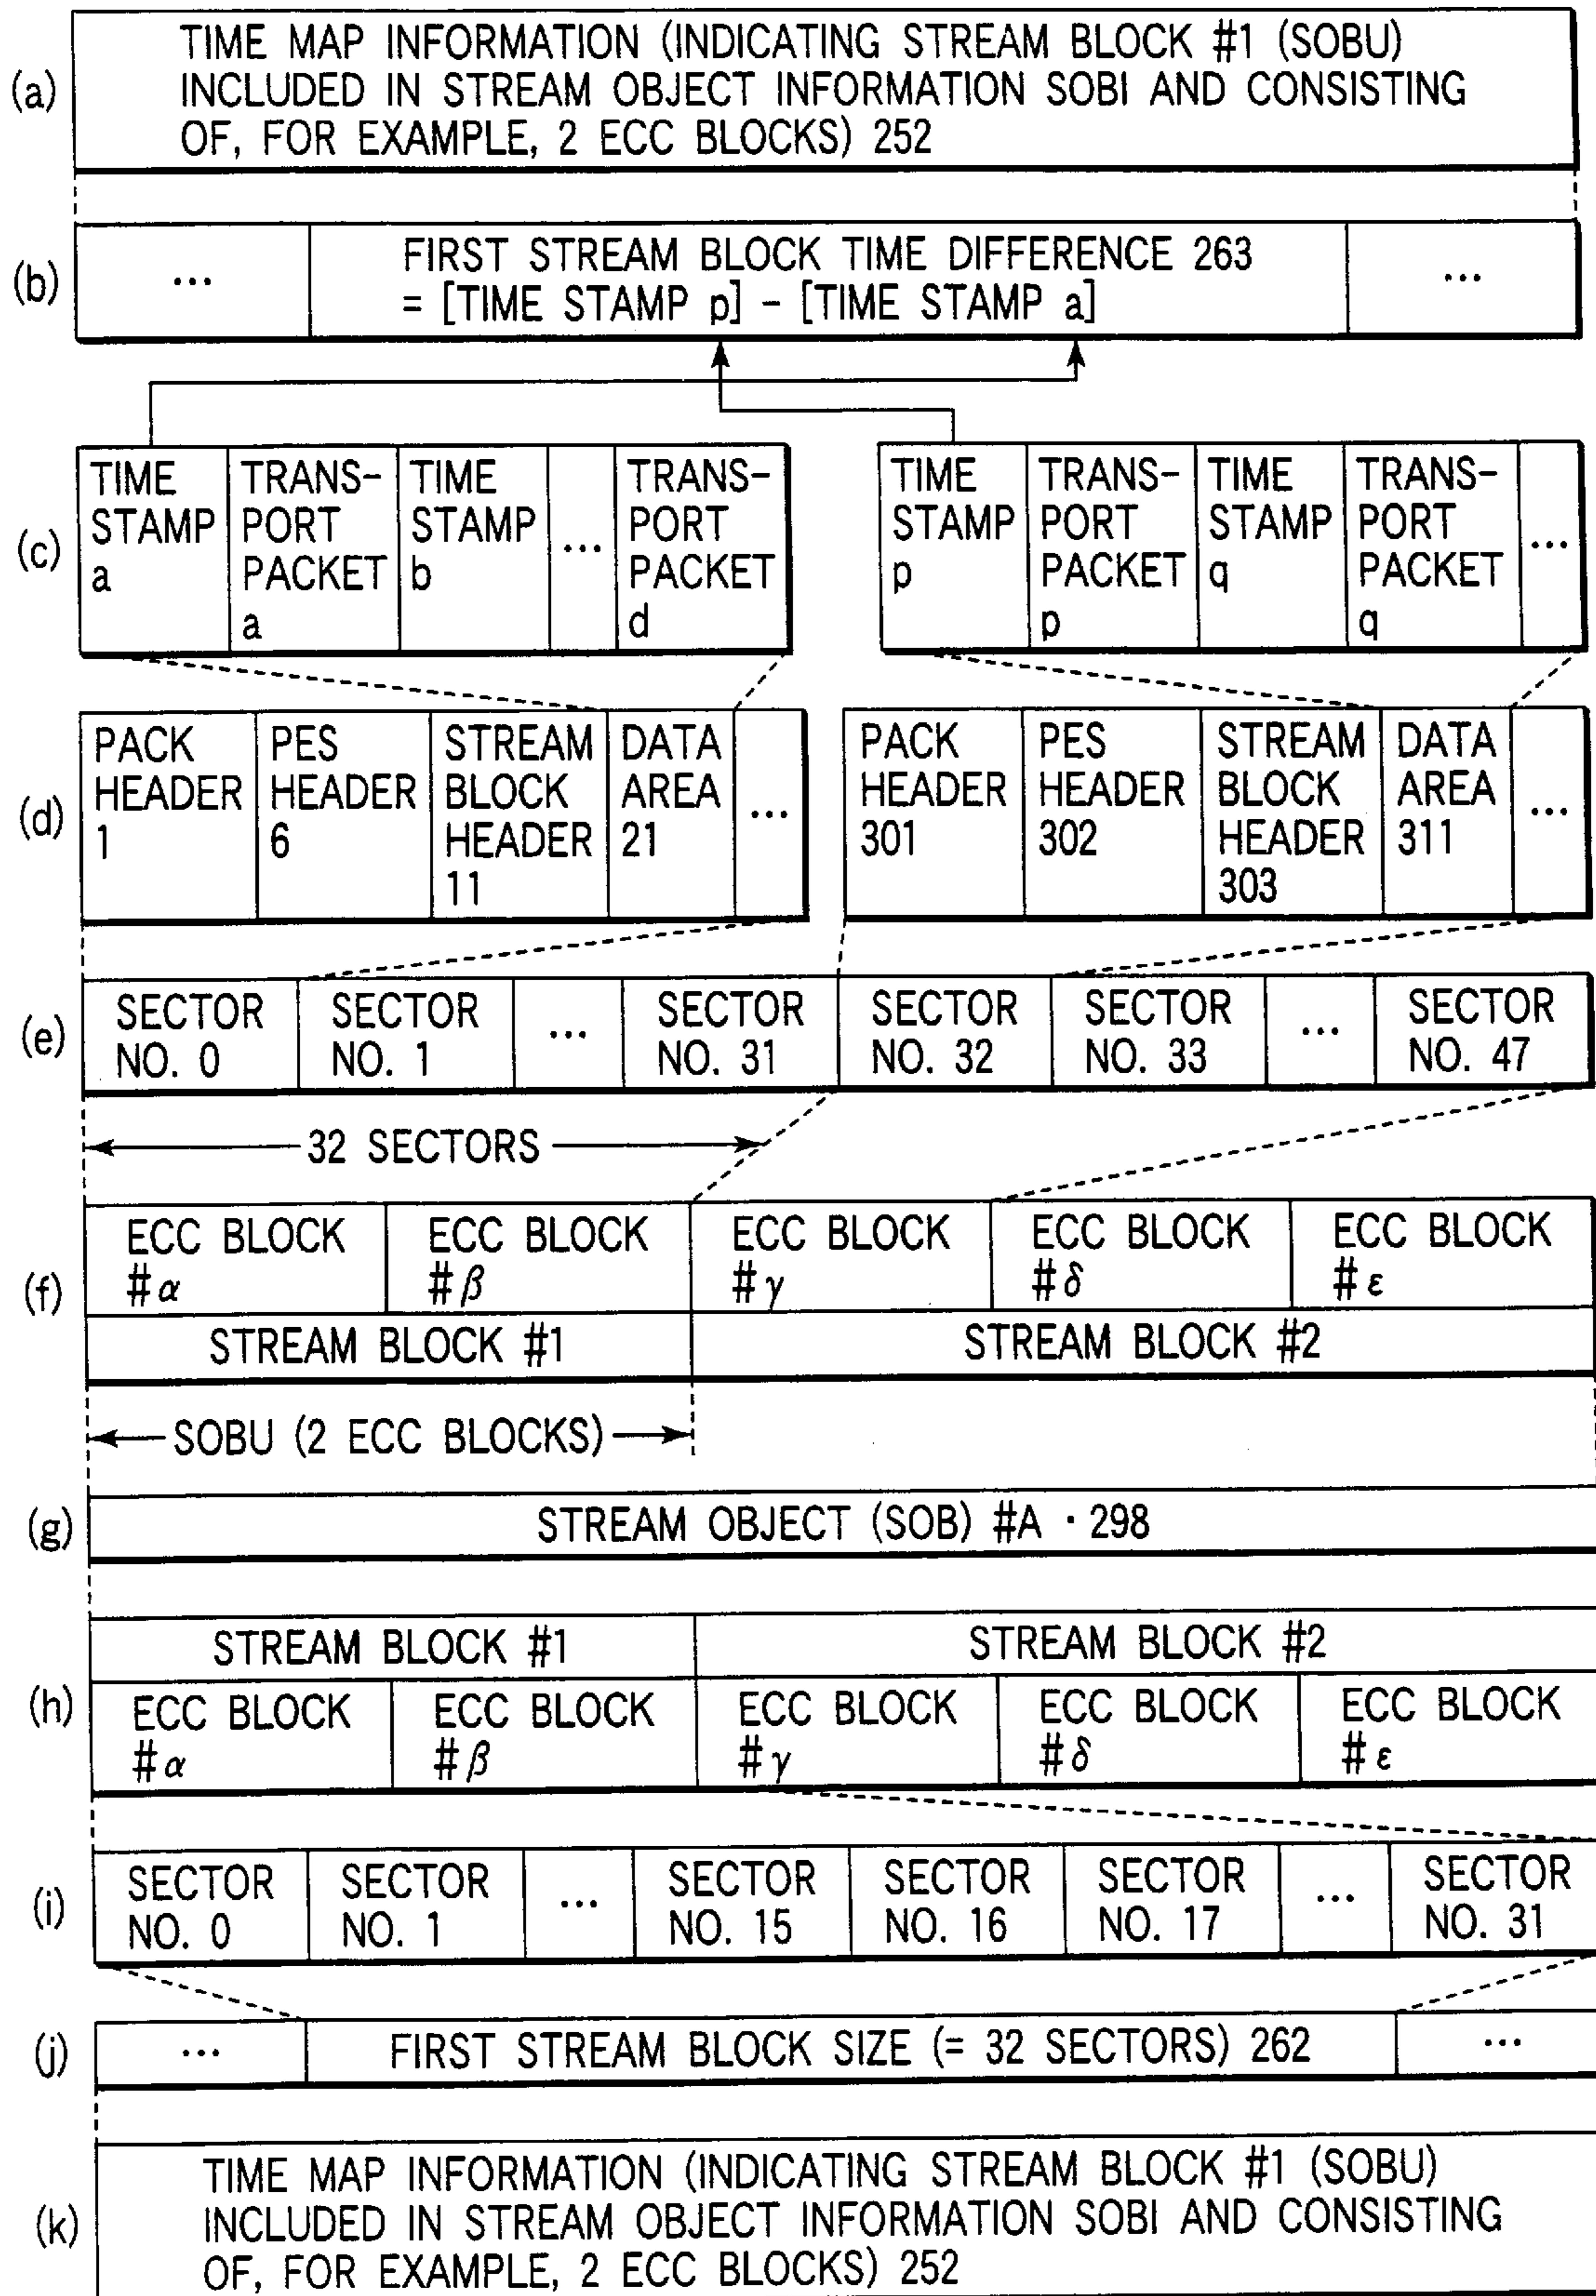 (a)
TIME MAP INFORMATION (INDICATING STREAM BLOCK #1 (SOBU)
INCLUDED IN STREAM OBJECT INFORMATION SOBI AND CONSISTING
OF, FOR EXAMPLE, 2 ECC BLOCKS) 252
(b)
...
FIRST STREAM BLOCK TIME DIFFERENCE 263
= [TIME STAMP p] - [TIME STAMP a]
...
(c)
TIME
STAMP
a
TRANS-
PORT
PACKET
a
TIME
STAMP
b
...
TRANS-
PORT
PACKET
d
TIME
STAMP
p
TRANS-
PORT
PACKET
p
TIME
STAMP
q
TRANS-
PORT
PACKET
q
...
(d)
PACK
HEADER
1
PES
HEADER
6
STREAM
BLOCK
HEADER
11
DATA
AREA
21
...
PACK
HEADER
301
PES
HEADER
302
STREAM
BLOCK
HEADER
303
DATA
AREA
311
...
(e)
SECTOR
NO. 0
SECTOR
NO. 1
...
SECTOR
NO. 31
SECTOR
NO. 32
SECTOR
NO. 33
...
SECTOR
NO. 47
32 SECTORS
(f)
ECC BLOCK
#α
ECC BLOCK
#β
ECC BLOCK
#γ
ECC BLOCK
#δ
ECC BLOCK
#ε
STREAM BLOCK #1
STREAM BLOCK #2
SOBU (2 ECC BLOCKS)
(g)
STREAM OBJECT (SOB) #A · 298
(h)
STREAM BLOCK #1
STREAM BLOCK #2
ECC BLOCK
#α
ECC BLOCK
#β
ECC BLOCK
#γ
ECC BLOCK
#δ
ECC BLOCK
#ε
(i)
SECTOR
NO. 0
SECTOR
NO. 1
...
SECTOR
NO. 15
SECTOR
NO. 16
SECTOR
NO. 17
...
SECTOR
NO. 31
(j)
...
FIRST STREAM BLOCK SIZE (= 32 SECTORS) 262
...
(k)
TIME MAP INFORMATION (INDICATING STREAM BLOCK #1 (SOBU)
INCLUDED IN STREAM OBJECT INFORMATION SOBI AND CONSISTING
OF, FOR EXAMPLE, 2 ECC BLOCKS) 252